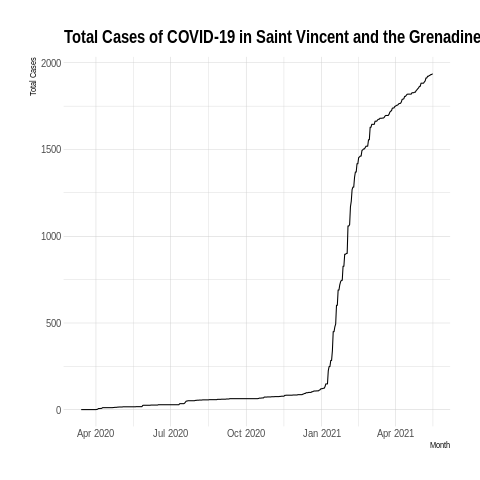 Total Cases of COVID-19 in Saint Vincent and the Grenadine
Total Cases
2000
1500
1000
500
0
Apr 2020 Jul 2020 Oct 2020 Jan 2021 Apr 2021
Month